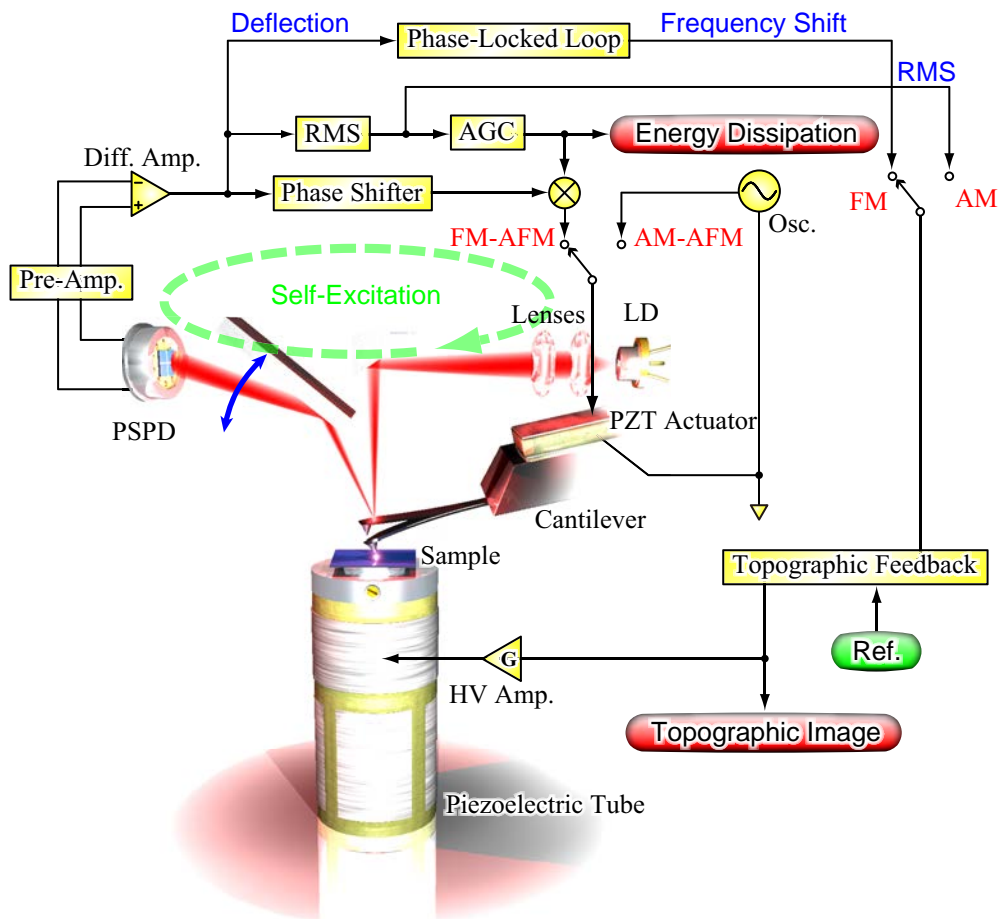 Deflection
Phase-Locked Loop
Frequency Shift
RMS
RMS
AGC
Energy Dissipation
Diff. Amp.
−
+
Phase Shifter
FM
AM
Osc.
FM-AFM
AM-AFM
Pre-Amp.
Self-Excitation
Lenses
LD
PSPD
PZT Actuator
Cantilever
Sample
Topographic Feedback
Ref.
G
HV Amp.
Topographic Image
Piezoelectric Tube